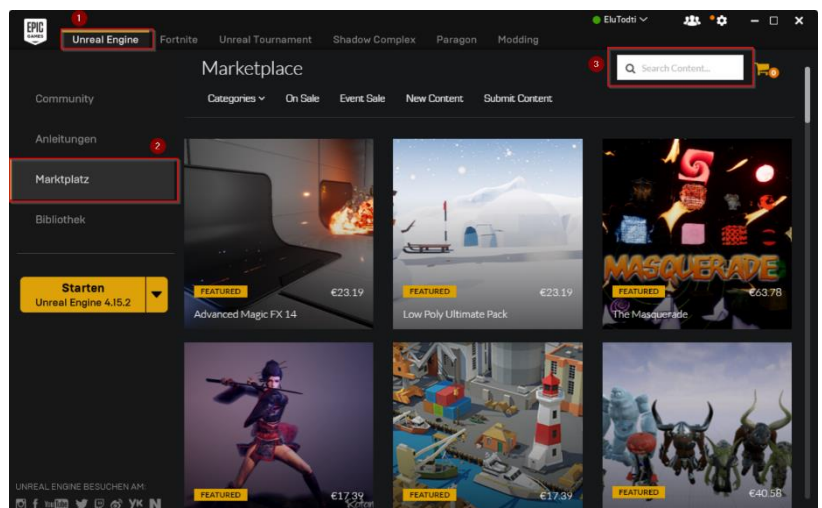 EPIC
GAMES
1
Unreal Engine
Fortnite
Unreal Tournament
Shadow Complex
Paragon
Modding
EluTodti
Marketplace
3
Search Content...
0
Categories
On Sale
Event Sale
New Content
Submit Content
Community
Anleitungen
2
Marktplatz
Bibliothek
Starten
Unreal Engine 4.15.2
FEATURED
€23.19
Advanced Magic FX 14
FEATURED
€23.19
Low Poly Ultimate Pack
MASQUERADE
FEATURED
€63.78
The Masquerade
FEATURED
€17.39
FEATURED
€17.39
FEATURED
€40.58
UNREAL ENGINE BESUCHEN AM: